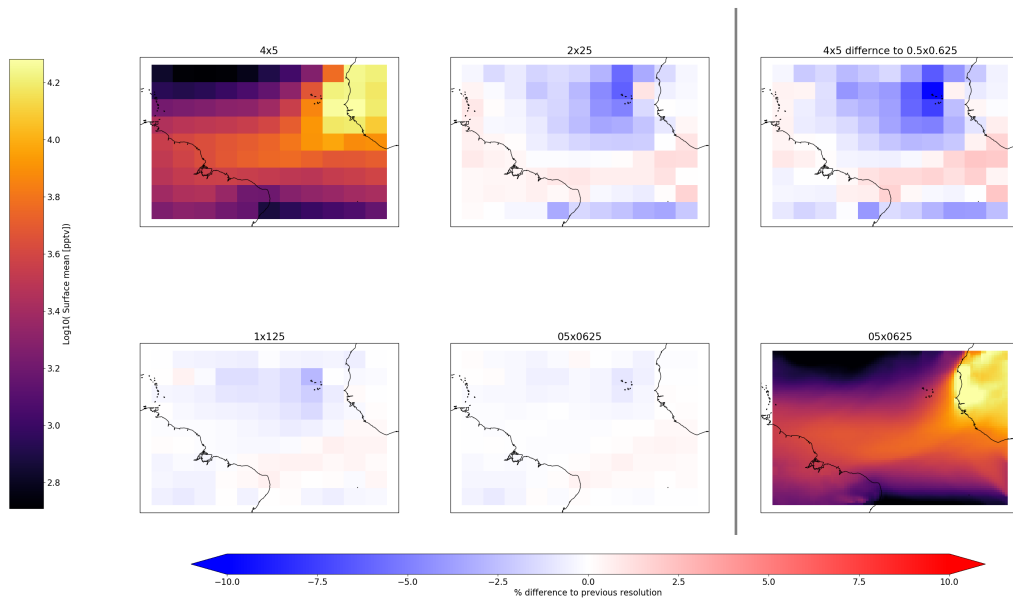 4x5
2x25
4x5 differnce to 0.5x0.625
4.2
4.0
3.8
3.6
3.4
3.2
3.0
2.8
Log10( Surface mean [pptv])
1x125
05x0625
05x0625
−10.0 −7.5 −5.0 −2.5 0.0 2.5 5.0 7.5 10.0
% difference to previous resolution